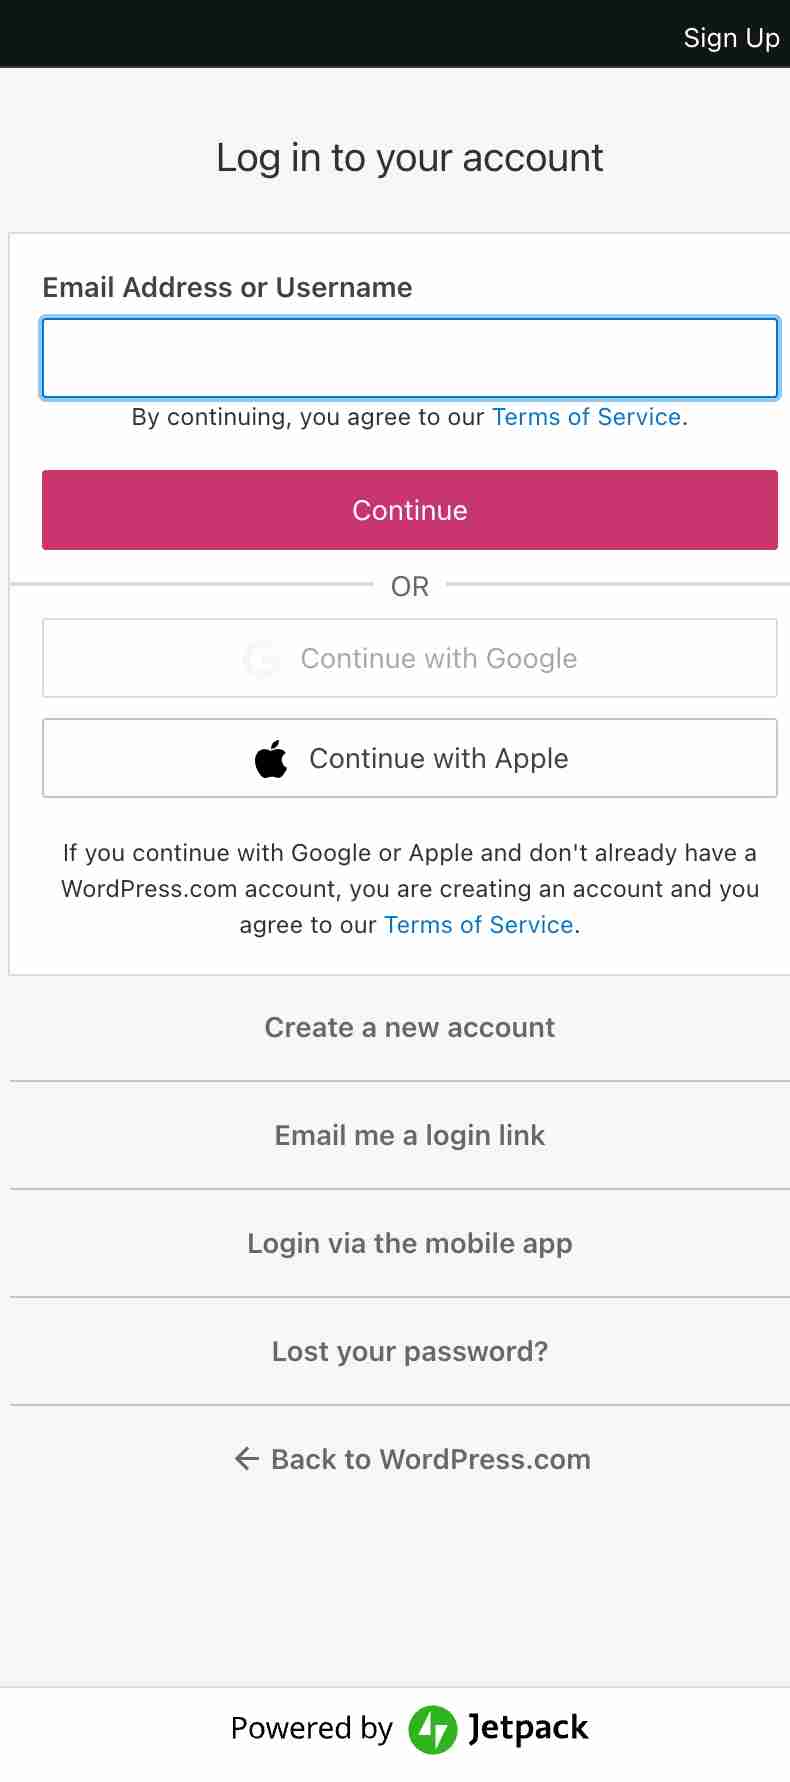 Sign Up
Log in to your account
Email Address or Username
By continuing, you agree to our Terms of Service.
Continue
OR
Continue with Google
Continue with Apple
If you continue with Google or Apple and don't already have a
WordPress.com account, you are creating an account and you
agree to our Terms of Service.
Create a new account
Email me a login link
Login via the mobile app
Lost your password?
← Back to WordPress.com
Powered by Jetpack